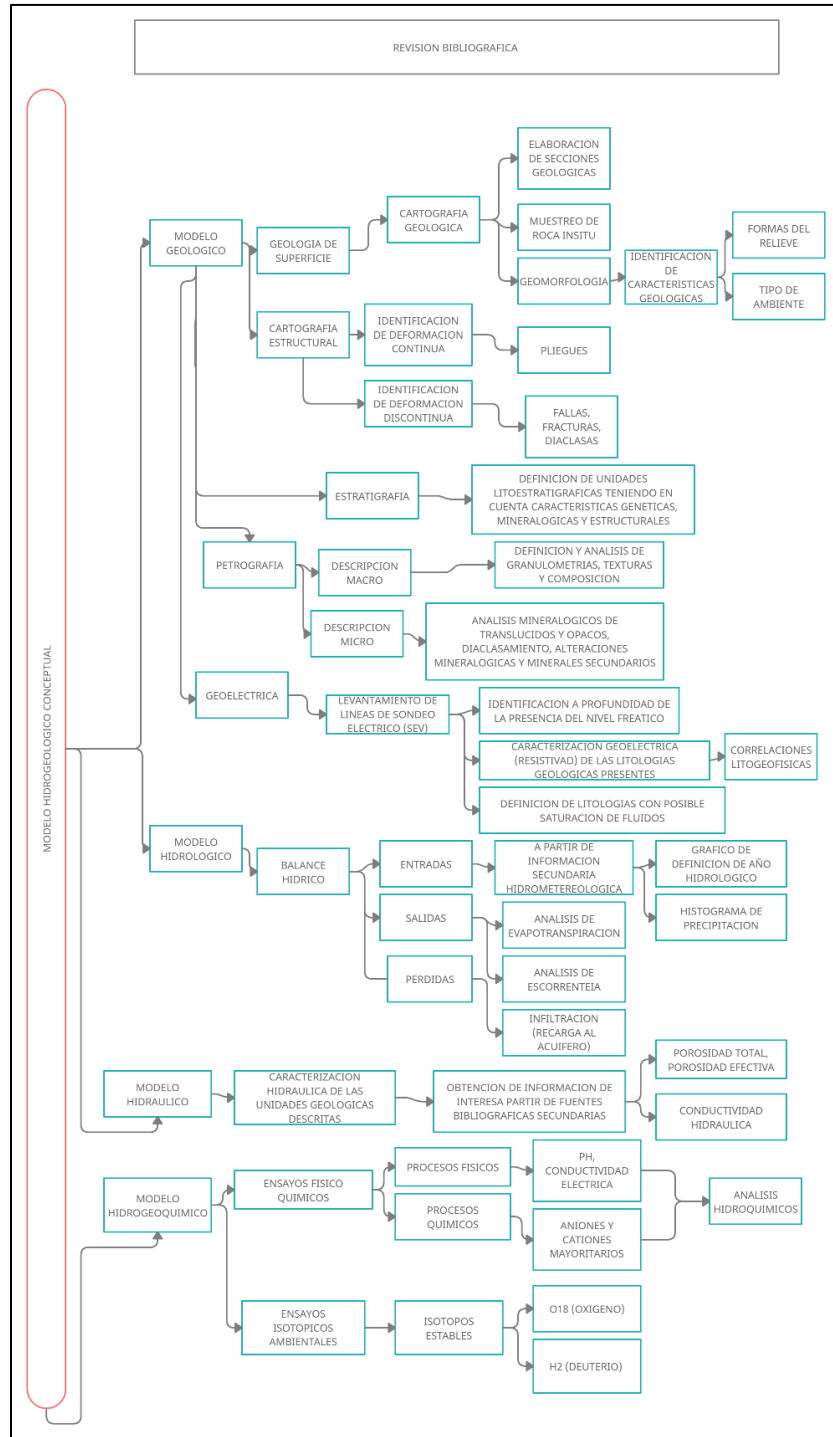 REVISION BIBLIOGRAFICA
MODELO HIDROGEOLOGICO CONCEPTUAL
MODELO
GEOLOGICO
GEOLOGIA DE
SUPERFICIE
CARTOGRAFIA
GEOLOGICA
ELABORACION
DE SECCIONES
GEOLOGICAS
MUESTREO DE
ROCA INSITU
GEOMORFOLOGIA
IDENTIFICACION
DE
CARACTERISTICAS
GEOLOGICAS
FORMAS DEL
RELIEVE
TIPO DE
AMBIENTE
CARTOGRAFIA
ESTRUCTURAL
IDENTIFICACION
DE DEFORMACION
CONTINUA
PLIEGUES
IDENTIFICACION
DE DEFORMACION
DISCONTINUA
FALLAS,
FRACTURAS,
DIACLASAS
ESTRATIGRAFIA
DEFINICION DE UNIDADES
LITOESTRATIGRAFICAS TENIENDO EN
CUENTA CARACTERISTICAS GENETICAS,
MINERALOGICAS Y ESTRUCTURALES
PETROGRAFIA
DESCRIPCION
MACRO
DEFINICION Y ANALISIS DE
GRANULOMETRIAS, TEXTURAS
Y COMPOSICION
DESCRIPCION
MICRO
ANALISIS MINERALOGICOS DE
TRANSLUCIDOS Y OPACOS,
DIACLASAMIENTO, ALTERACIONES
MINERALOGICAS Y MINERALES SECUNDARIOS
GEOELECTRICA
LEVANTAMIENTO DE
LINEAS DE SONDEO
ELECTRICO (SEV)
IDENTIFICACION A PROFUNDIDAD DE
LA PRESENCIA DEL NIVEL FREATICO
CARACTERIZACION GEOELECTRICA
(RESISTIVAD) DE LAS LITOLOGIAS
GEOLOGICAS PRESENTES
CORRELACIONES
LITOGEOFISICAS
DEFINICION DE LITOLOGIAS CON POSIBLE
SATURACION DE FLUIDOS
MODELO
HIDROLOGICO
BALANCE
HIDRICO
ENTRADAS
A PARTIR DE
INFORMACION
SECUNDARIA
HIDROMETEREOLOGICA
GRAFICO DE
DEFINICION DE AÑO
HIDROLOGICO
HISTOGRAMA DE
PRECIPITACION
SALIDAS
ANALISIS DE
EVAPOTRANSPIRACION
ANALISIS DE
ESCORRENTEIA
PERDIDAS
INFILTRACION
(RECARGA AL
ACUIFERO)
MODELO
HIDRAULICO
CARACTERIZACION
HIDRAULICA DE LAS
UNIDADES GEOLOGICAS
DESCRITAS
OBTENCION DE INFORMACION DE
INTERESA PARTIR DE FUENTES
BIBLIOGRAFICAS SECUNDARIAS
POROSIDAD TOTAL,
POROSIDAD EFECTIVA
CONDUCTIVIDAD
HIDRAULICA
MODELO
HIDROGEOQUIMICO
ENSAYOS FISICO
QUIMICOS
PROCESOS FISICOS
PH,
CONDUCTIVIDAD
ELECTRICA
PROCESOS
QUIMICOS
ANIONES Y
CATIONES
MAYORITARIOS
ANALISIS
HIDROQUIMICOS
ENSAYOS
ISOTOPICOS
AMBIENTALES
ISOTOPOS
ESTABLES
O18 (OXIGENO)
H2 (DEUTERIO)